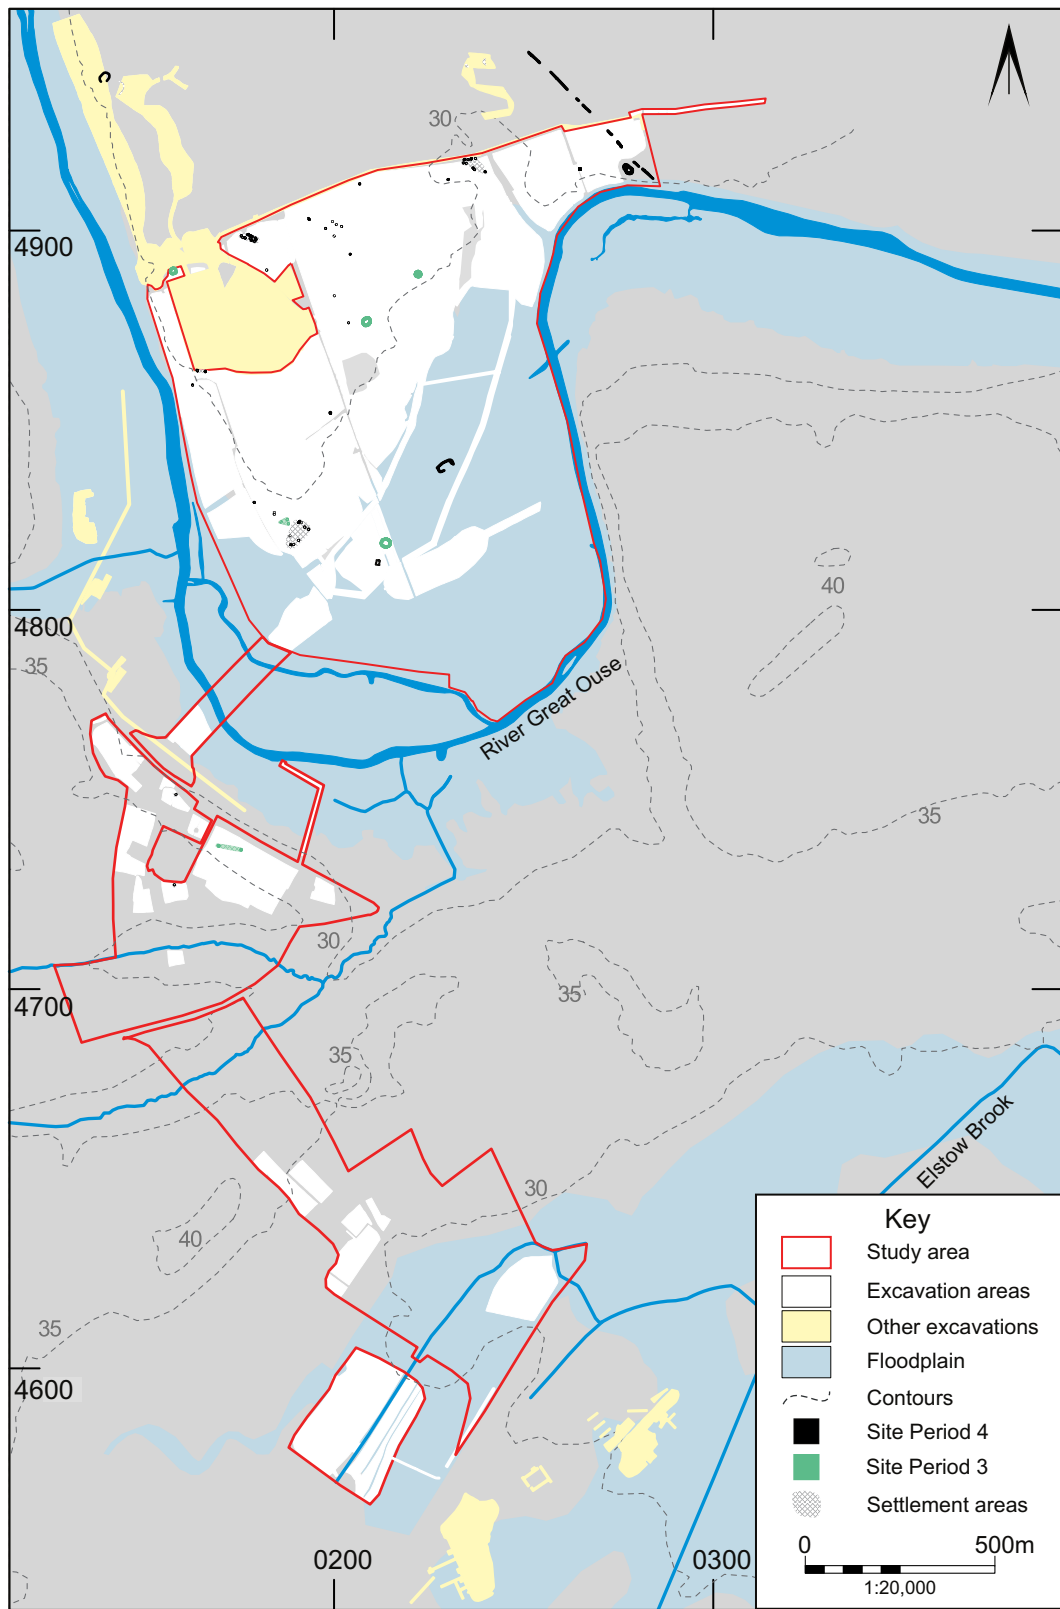 30
4900
40
4800
35
River Great Ouse
35
30
35
4700
35
Elstow Brook
30
40
35
4600
0200
0300
Key
Study area
Excavation areas
Other excavations
Floodplain
Contours
Site Period 4
Site Period 3
Settlement areas
0 500m
1:20,000